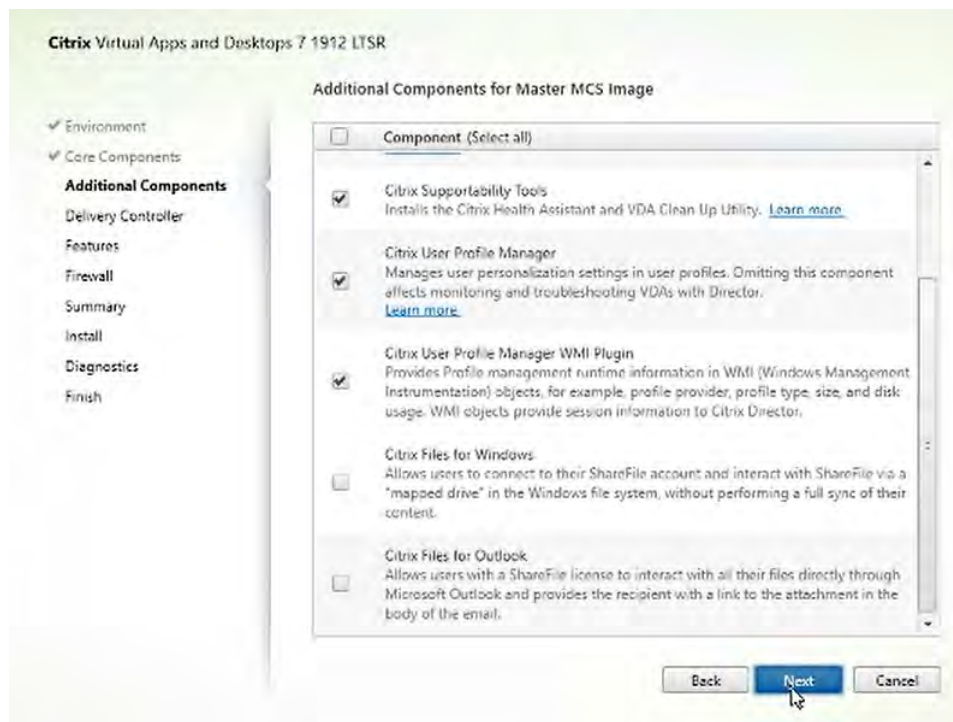 Citrix Virtual Apps and Desktops 7 1912 LTSR
Additional Components for Master MCS Image
Environment
Core Components
Additional Components
Delivery Controller
Features
Firewall
Summary
Install
Diagnostics
Finish
Component (Select all)
Citrix Supportability Tools
Installs the Citrix Health Assistant and VDA Clean Up Utility. Learn more
Citrix User Profile Manager
Manages user personalization settings in user profiles. Omitting this component
affects monitoring and troubleshooting VDAs with Director.
Learn more
Citrix User Profile Manager WMI Plugin
Provides Profile management runtime information in WMI (Windows Management
Instrumentation) objects, for example, profile provider, profile type, size, and disk
usage. WMI objects provide session information to Citrix Director.
Citrix Files for Windows
Allows users to connect to their ShareFile account and interact with ShareFile via a
"mapped drive" in the Windows file system, without performing a full sync of their
content.
Citrix Files for Outlook
Allows users with a ShareFile license to interact with all their files directly through
Microsoft Outlook and provides the recipient with a link to the attachment in the
body of the email.
Back
Next
Cancel